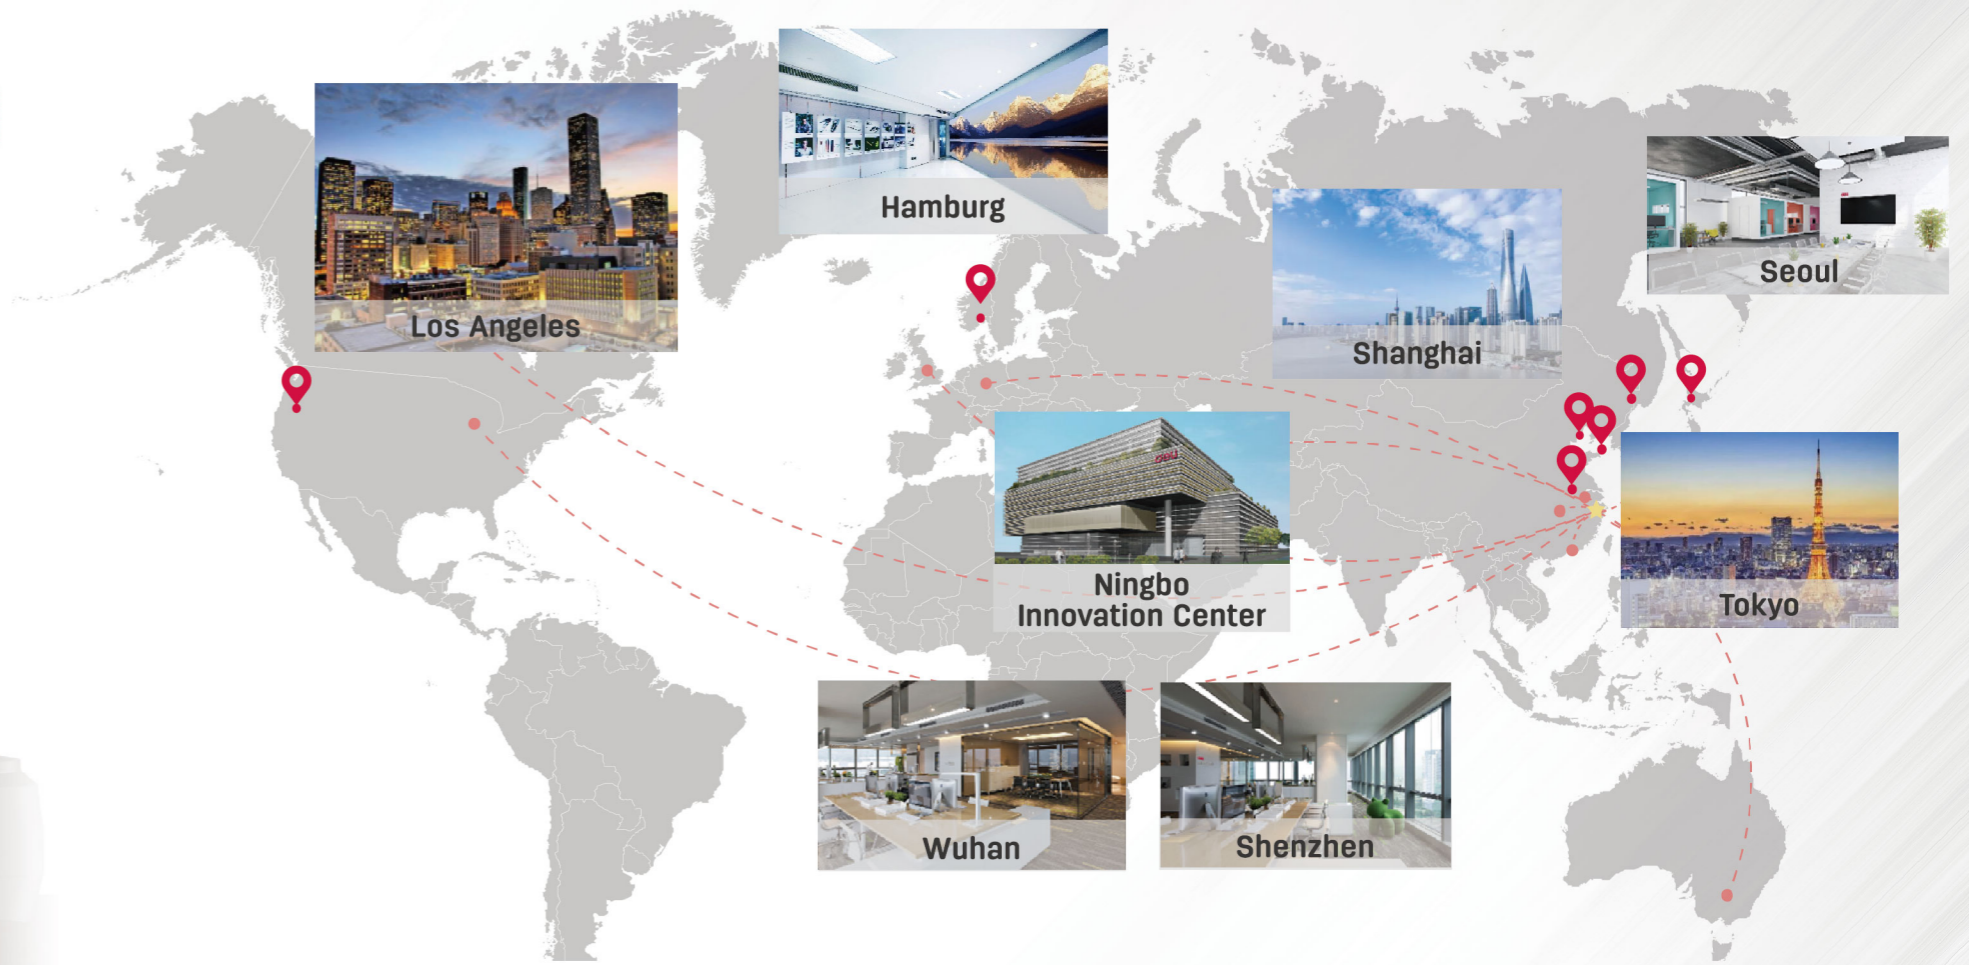 Hamburg
Los Angeles
Seoul
Shanghai
Ningbo
Innovation Center
Tokyo
Wuhan
Shenzhen